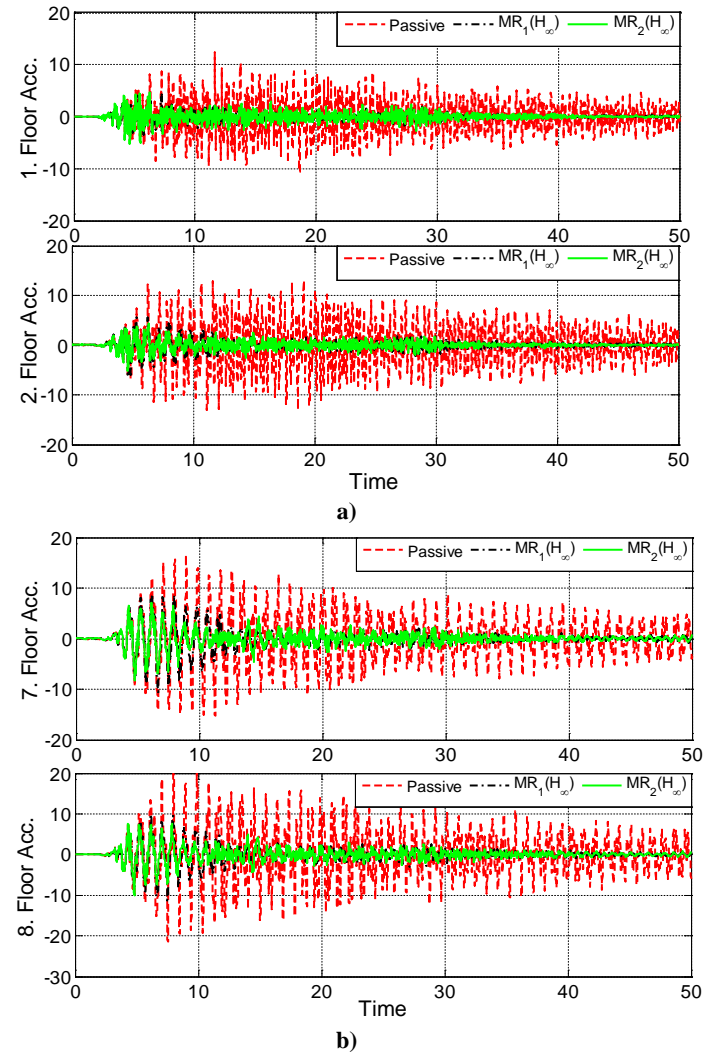 20
Passive MR₁(H∞) MR₂(H∞)
10
0
-10
-20
0 10 20 30 40 50
1. Floor Acc.
20
Passive MR₁(H∞) MR₂(H∞)
10
0
-10
-20
0 10 20 30 40 50
2. Floor Acc.
Time
a)
20
Passive MR₁(H∞) MR₂(H∞)
10
0
-10
-20
0 10 20 30 40 50
7. Floor Acc.
20
Passive MR₁(H∞) MR₂(H∞)
10
0
-10
-20
-30
0 10 20 30 40 50
8. Floor Acc.
Time
b)